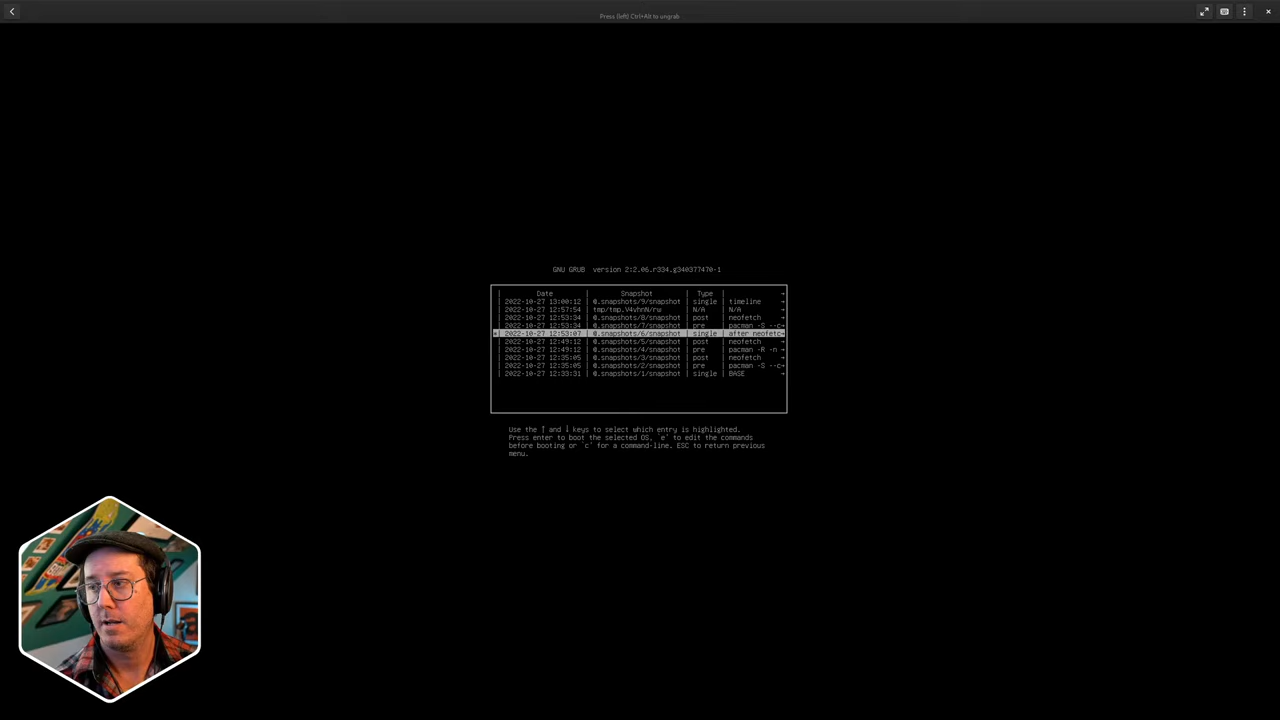 Press (left) Ctrl+Alt to ungrab
GNU GRUB version 2:2.06.r334.g340377470-1
| Date | Snapshot | Type | →
| 2022-10-27 13:00:12 | @.snapshots/9/snapshot | single | timeline
| 2022-10-27 12:57:54 | tmp/tmp.V4vhnN/rw | N/A | N/A
| 2022-10-27 12:53:34 | @.snapshots/8/snapshot | post | neofetch
| 2022-10-27 12:53:34 | @.snapshots/7/snapshot | pre | pacman -S --c→
*| 2022-10-27 12:53:07 | @.snapshots/6/snapshot | single | after neofetc→
| 2022-10-27 12:49:12 | @.snapshots/5/snapshot | post | neofetch →
| 2022-10-27 12:49:12 | @.snapshots/4/snapshot | pre | pacman -R -n →
| 2022-10-27 12:35:05 | @.snapshots/3/snapshot | post | neofetch →
| 2022-10-27 12:35:05 | @.snapshots/2/snapshot | pre | pacman -S --c→
| 2022-10-27 12:33:31 | @.snapshots/1/snapshot | single | BASE →
Use the ↑ and ↓ keys to select which entry is highlighted.
Press enter to boot the selected OS, `e' to edit the commands
before booting or `c' for a command-line. ESC to return previous
menu.